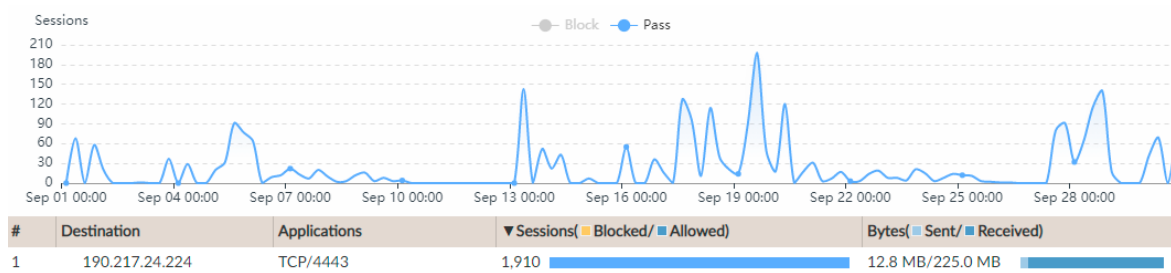 Sessions
Block Pass
210
180
150
120
90
60
30
0
Sep 01 00:00 Sep 04 00:00 Sep 07 00:00 Sep 10 00:00 Sep 13 00:00 Sep 16 00:00 Sep 19 00:00 Sep 22 00:00 Sep 25 00:00 Sep 28 00:00
# Destination Applications ▼Sessions( Blocked/ Allowed) Bytes( Sent/ Received)
1 190.217.24.224 TCP/4443 1,910 12.8 MB/225.0 MB